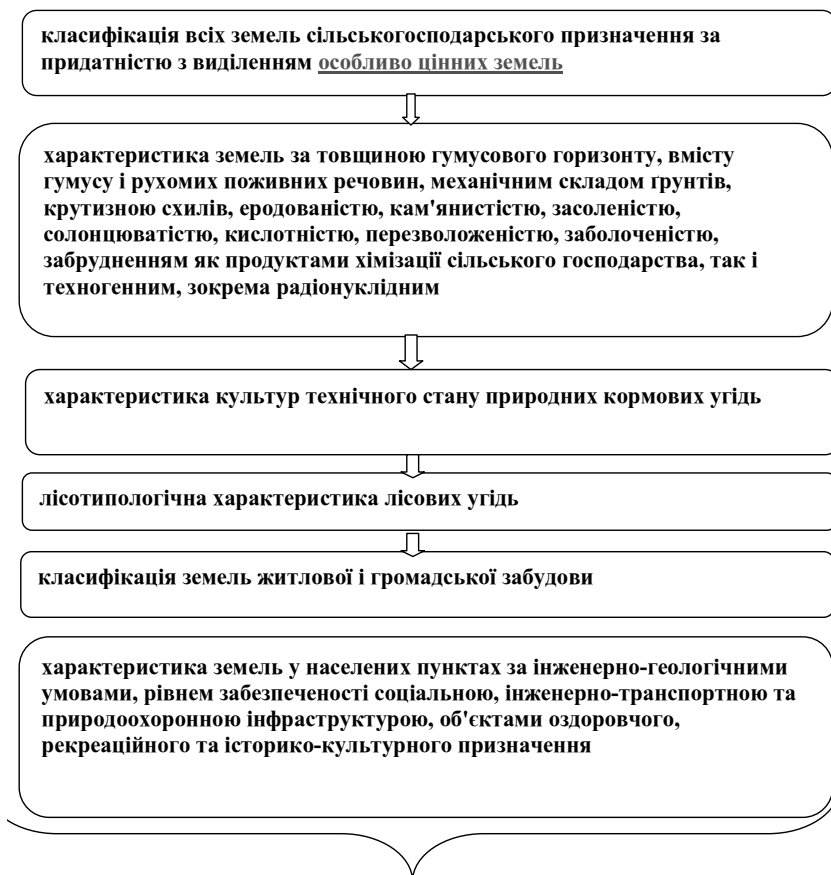 класифікація всіх земель сільськогосподарського призначення за
придатністю з виділенням особливо цінних земель
характеристика земель за товщиною гумусового горизонту, вмісту
гумусу і рухомих поживних речовин, механічним складом ґрунтів,
крутизною схилів, еродованістю, кам'янистістю, засоленістю,
солонцюватістю, кислотністю, перезволоженістю, заболоченістю,
забрудненням як продуктами хімізації сільського господарства, так і
техногенним, зокрема радіонуклідним
характеристика культур технічного стану природних кормових угідь
лісотипологічна характеристика лісових угідь
класифікація земель житлової і громадської забудови
характеристика земель у населених пунктах за інженерно-геологічними
умовами, рівнем забезпеченості соціальною, інженерно-транспортною та
природоохоронною інфраструктурою, об'єктами оздоровчого,
рекреаційного та історико-культурного призначення